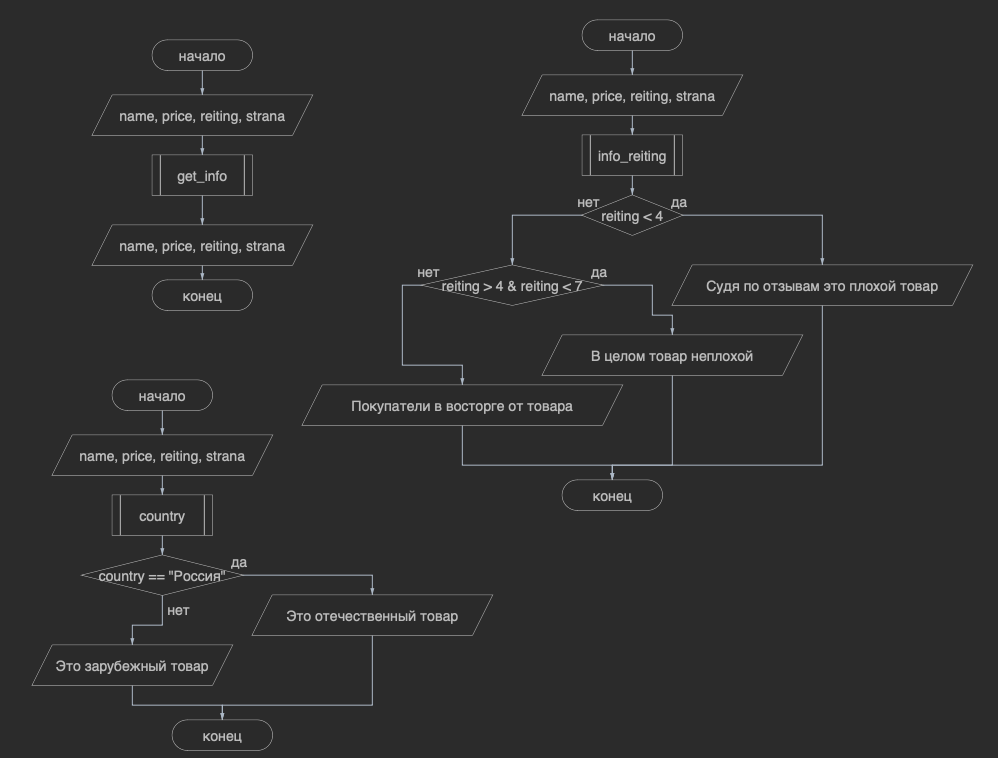 начало
name, price, reiting, strana
get_info
name, price, reiting, strana
конец
начало
name, price, reiting, strana
info_reiting
нет
да
reiting < 4
нет
да
reiting > 4 & reiting < 7
Судя по отзывам это плохой товар
В целом товар неплохой
Покупатели в восторге от товара
конец
начало
name, price, reiting, strana
country
да
country == "Россия"
нет
Это отечественный товар
Это зарубежный товар
конец